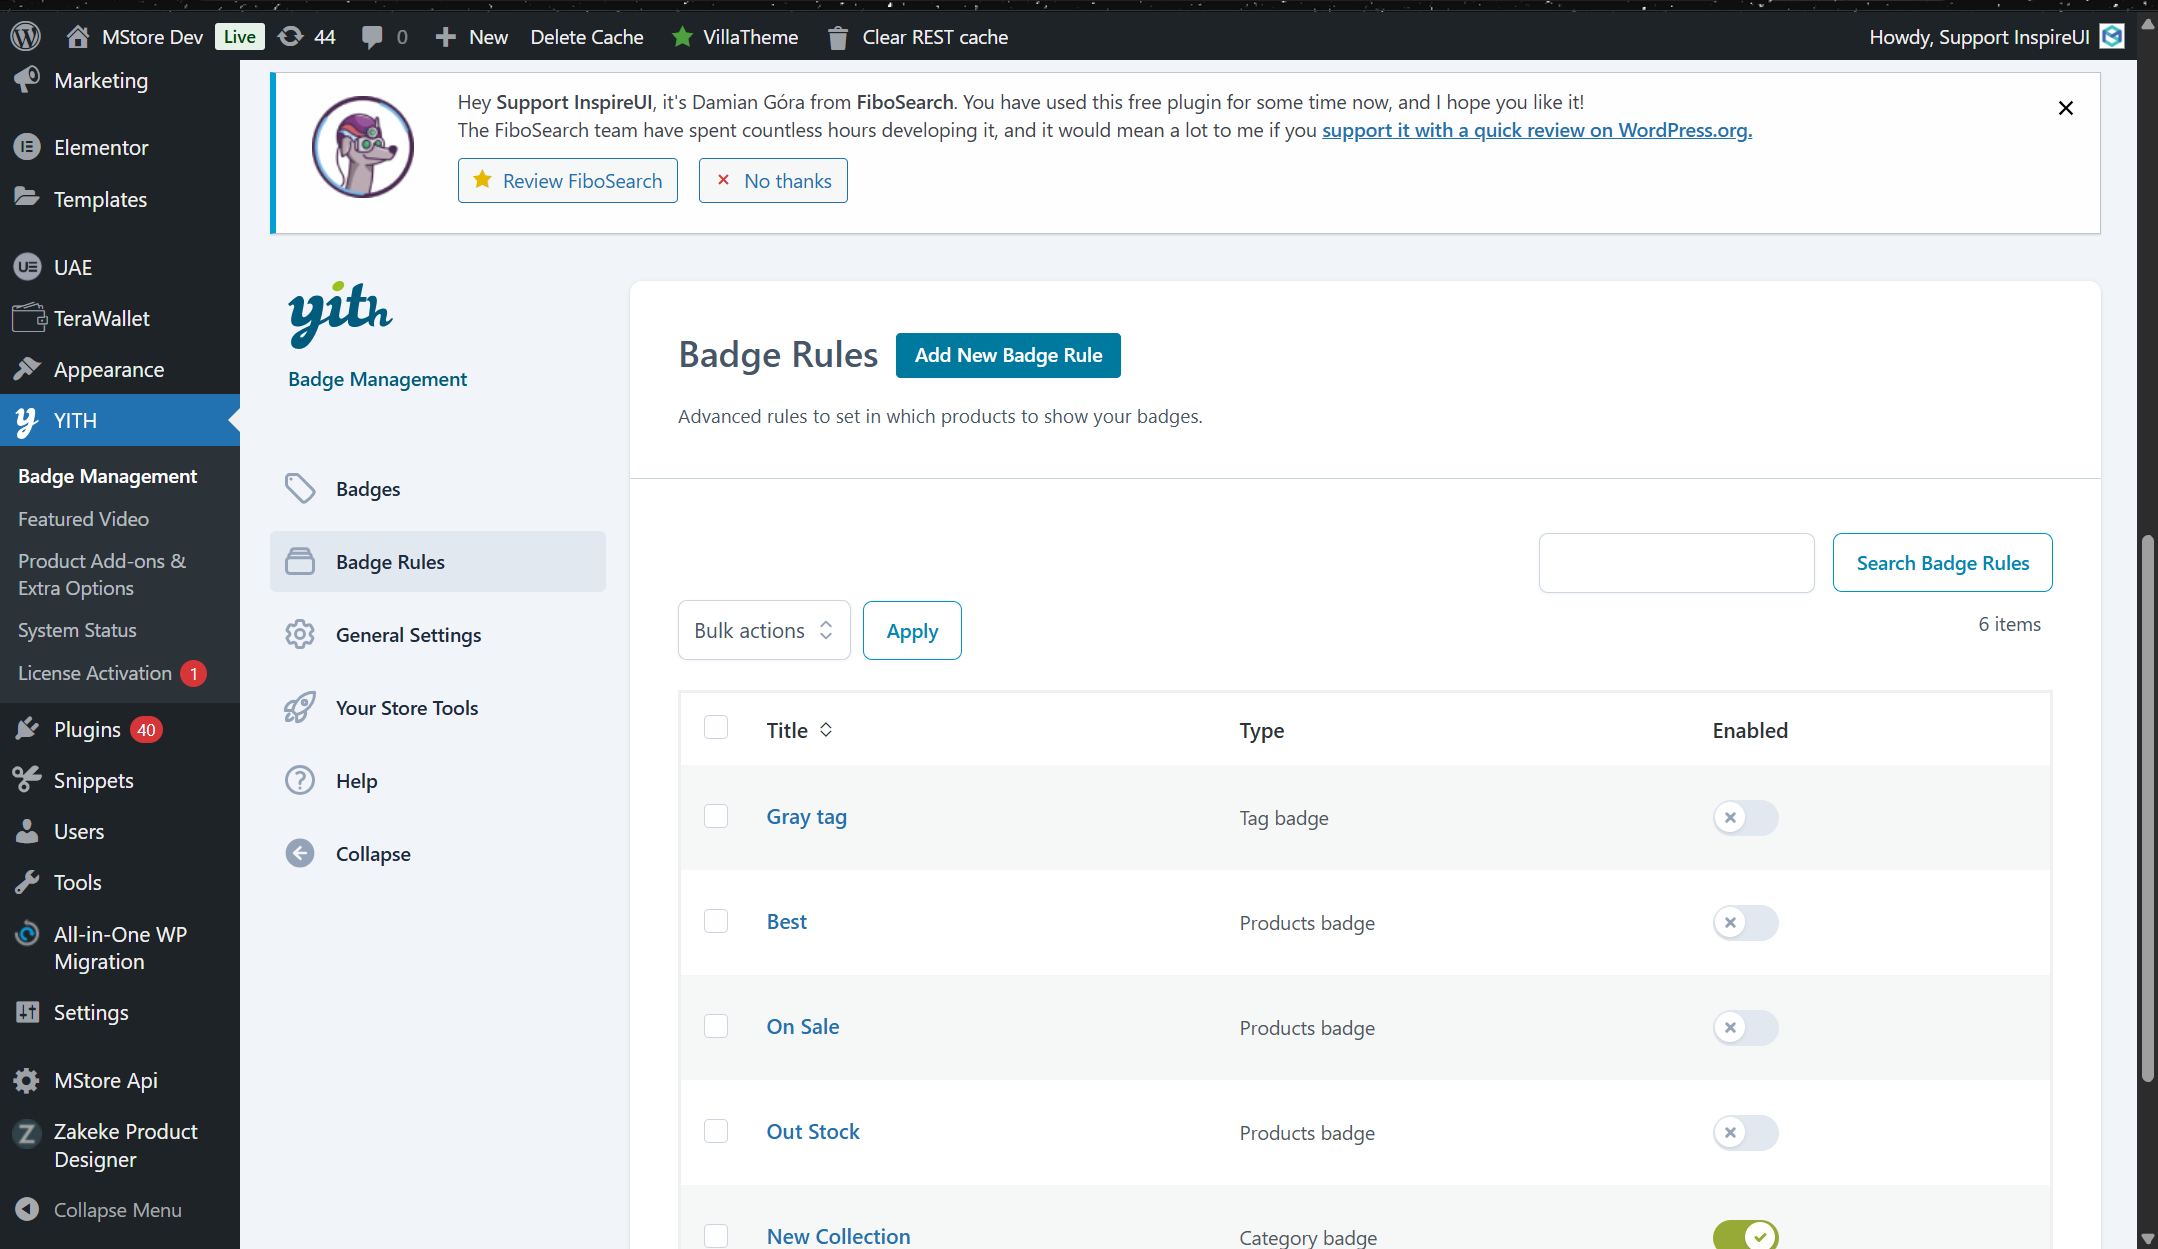 MStore Dev
Live
44
0
New
Delete Cache
VillaTheme
Clear REST cache
Howdy, Support InspireUI
Marketing
Elementor
Templates
UAE
TeraWallet
Appearance
YITH
Badge Management
Featured Video
Product Add-ons &
Extra Options
System Status
License Activation 1
Plugins 40
Snippets
Users
Tools
All-in-One WP
Migration
Settings
MStore Api
Zakeke Product
Designer
Collapse Menu
Hey Support InspireUI, it's Damian Góra from FiboSearch. You have used this free plugin for some time now, and I hope you like it!
The FiboSearch team have spent countless hours developing it, and it would mean a lot to me if you support it with a quick review on WordPress.org.
Review FiboSearch
No thanks
yith
Badge Management
Badges
Badge Rules
General Settings
Your Store Tools
Help
Collapse
Badge Rules
Add New Badge Rule
Advanced rules to set in which products to show your badges.
Search Badge Rules
Bulk actions
Apply
6 items
Title
Type
Enabled
Gray tag
Tag badge
Best
Products badge
On Sale
Products badge
Out Stock
Products badge
New Collection
Category badge